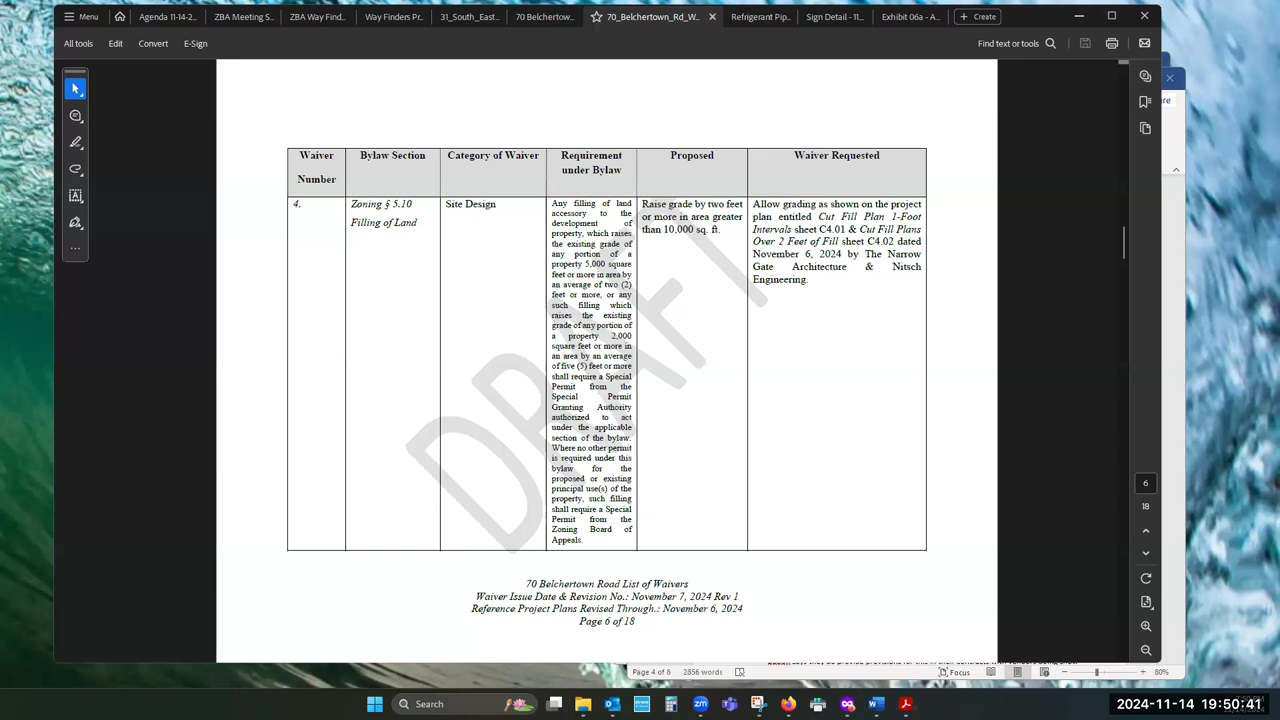 Menu
Agenda 11-14-2...
ZBA Meeting S...
ZBA Way Find...
Way Finders Pr...
31_South_East...
70 Belchertow...
70_Belchertown_Rd_W...
Refrigerant Pip...
Sign Detail - 11...
Exhibit 06a - A...
Create
All tools
Edit
Convert
E-Sign
Find text or tools
Waiver
Number
Bylaw Section
Category of Waiver
Requirement
under Bylaw
Proposed
Waiver Requested
4.
Zoning § 5.10
Filling of Land
Site Design
Any filling of land
accessory to the
development of
property, which raises
the existing grade of
any portion of a
property 5,000 square
feet or more in area by
an average of two (2)
feet or more, or any
such filling which
raises the existing
grade of any portion of
a property 2,000
square feet or more in
an area by an average
of five (5) feet or more
shall require a Special
Permit from the
Special Permit
Granting Authority
authorized to act
under the applicable
section of the bylaw.
Where no other permit
is required under this
bylaw for the
proposed or existing
principal use(s) of the
property, such filling
shall require a Special
Permit from the
Zoning Board of
Appeals.
Raise grade by two feet
or more in area greater
than 10,000 sq. ft.
Allow grading as shown on the project
plan entitled Cut Fill Plan 1-Foot
Intervals sheet C4.01 & Cut Fill Plans
Over 2 Feet of Fill sheet C4.02 dated
November 6, 2024 by The Narrow
Gate Architecture & Nitsch
Engineering.
DRAFT
70 Belchertown Road List of Waivers
Waiver Issue Date & Revision No.: November 7, 2024 Rev 1
Reference Project Plans Revised Through.: November 6, 2024
Page 6 of 18
6
18
Page 4 of 8
2856 words
Focus
80%
Search
2024-11-14 19:50:41